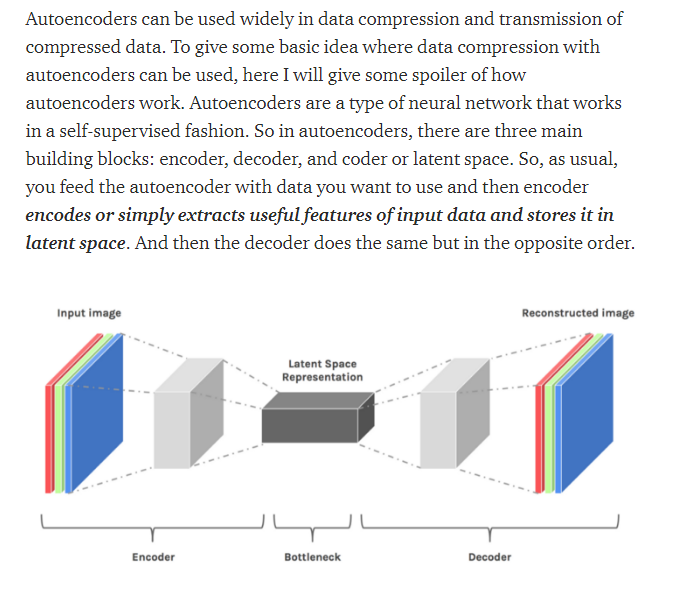 Autoencoders can be used widely in data compression and transmission of
compressed data. To give some basic idea where data compression with
autoencoders can be used, here I will give some spoiler of how
autoencoders work. Autoencoders are a type of neural network that works
in a self-supervised fashion. So in autoencoders, there are three main
building blocks: encoder, decoder, and coder or latent space. So, as usual,
you feed the autoencoder with data you want to use and then encoder
encodes or simply extracts useful features of input data and stores it in
latent space. And then the decoder does the same but in the opposite order.
Input image
Reconstructed image
Latent Space
Representation
Encoder
Bottleneck
Decoder